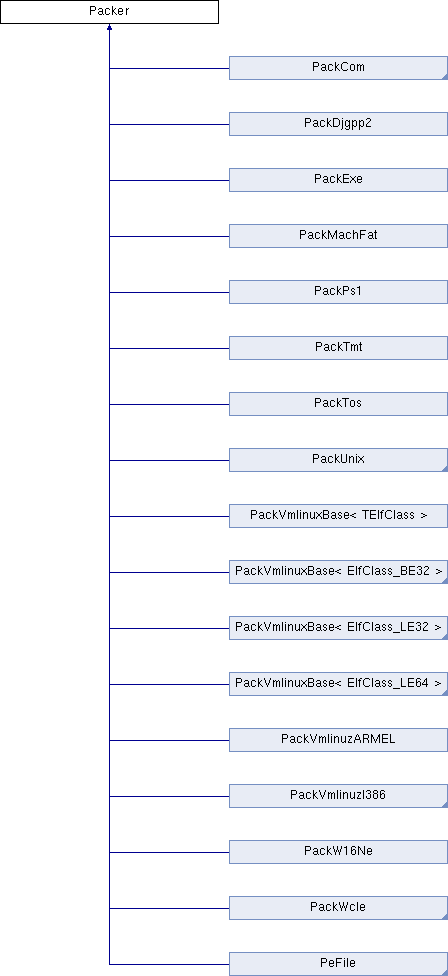 Packer
PackCom
PackDjgpp2
PackExe
PackMachFat
PackPs1
PackTmt
PackTos
PackUnix
PackVmlinuxBase< TElfClass >
PackVmlinuxBase< ElfClass_BE32 >
PackVmlinuxBase< ElfClass_LE32 >
PackVmlinuxBase< ElfClass_LE64 >
PackVmlinuzARMEL
PackVmlinuzI386
PackW16Ne
PackWcle
PeFile